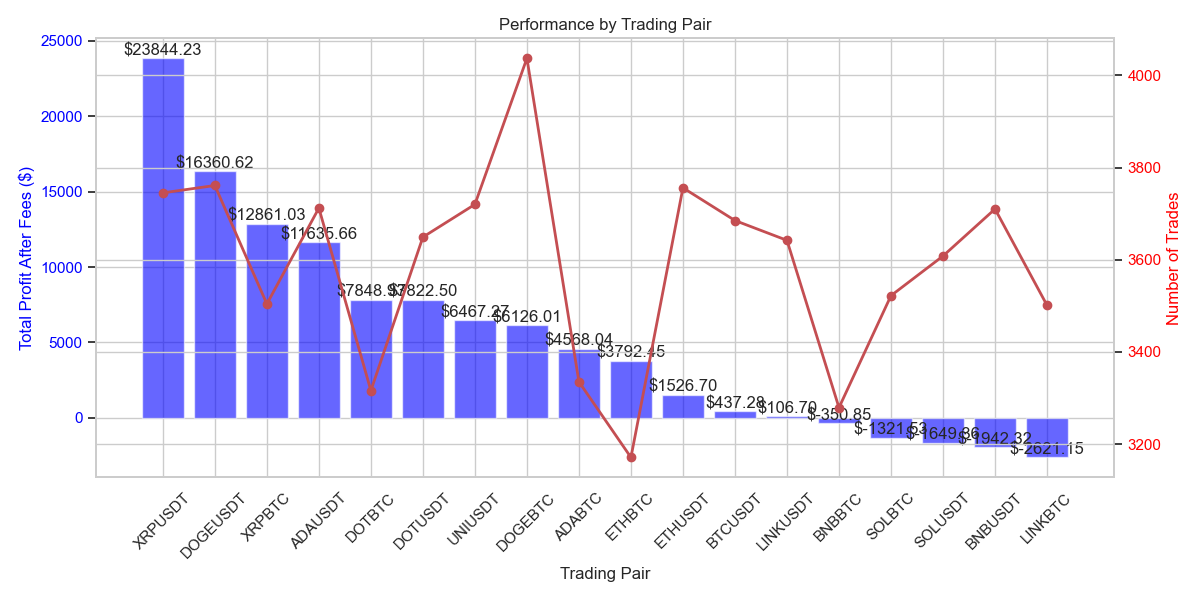 Performance by Trading Pair
Total Profit After Fees ($)
25000
20000
15000
10000
5000
0
$23844.23
$16360.62
$12861.03
$11635.66
$7848.93
$7822.50
$6467.27
$6126.01
$4568.04
$3792.45
$1526.70
$437.28
$106.70
$-350.85
$-1321.53
$-1649.36
$-1942.32
$-2621.15
4000
3800
3600
3400
3200
Number of Trades
XRPUSDT
DOGEUSDT
XRPBTC
ADAUSDT
DOTBTC
DOTUSDT
UNIUSDT
DOGEBTC
ADABTC
ETHBTC
ETHUSDT
BTCUSDT
LINKUSDT
BNBBTC
SOLBTC
SOLUSDT
BNBUSDT
LINKBTC
Trading Pair